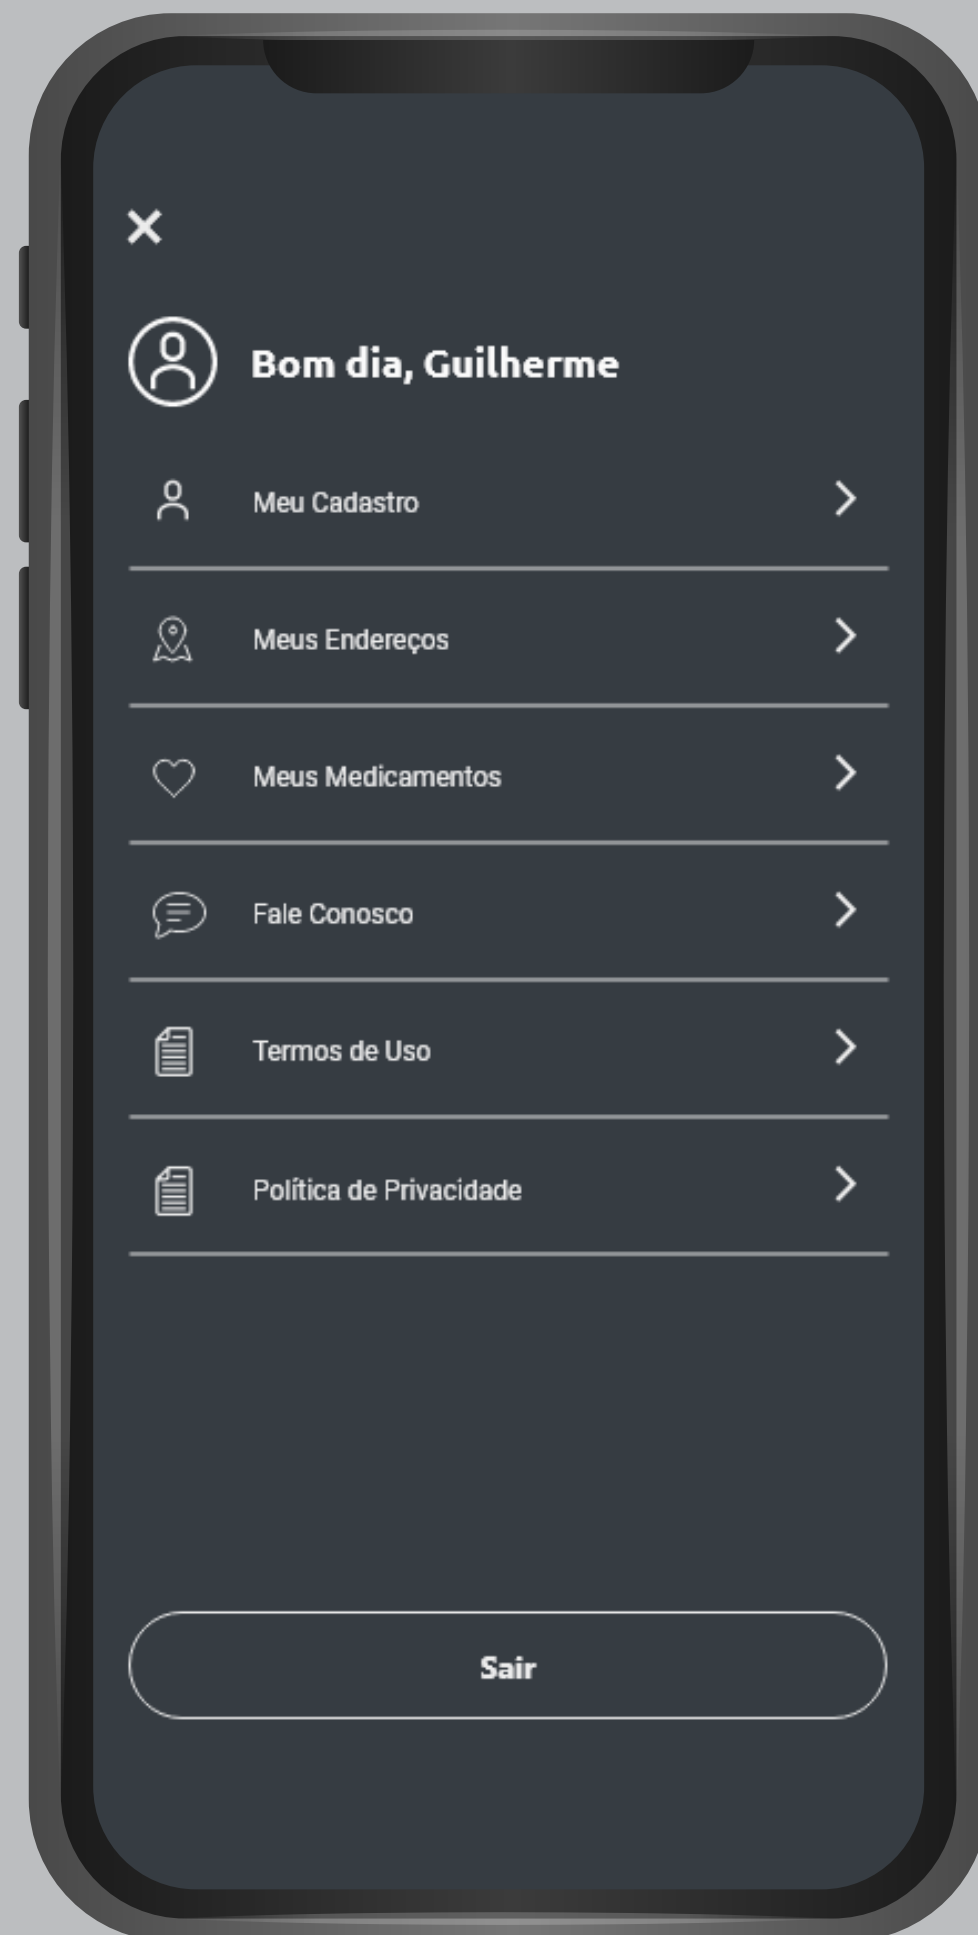 Bom dia, Guilherme
Meu Cadastro
Meus Endereços
Meus Medicamentos
Fale Conosco
Termos de Uso
Política de Privacidade
Sair